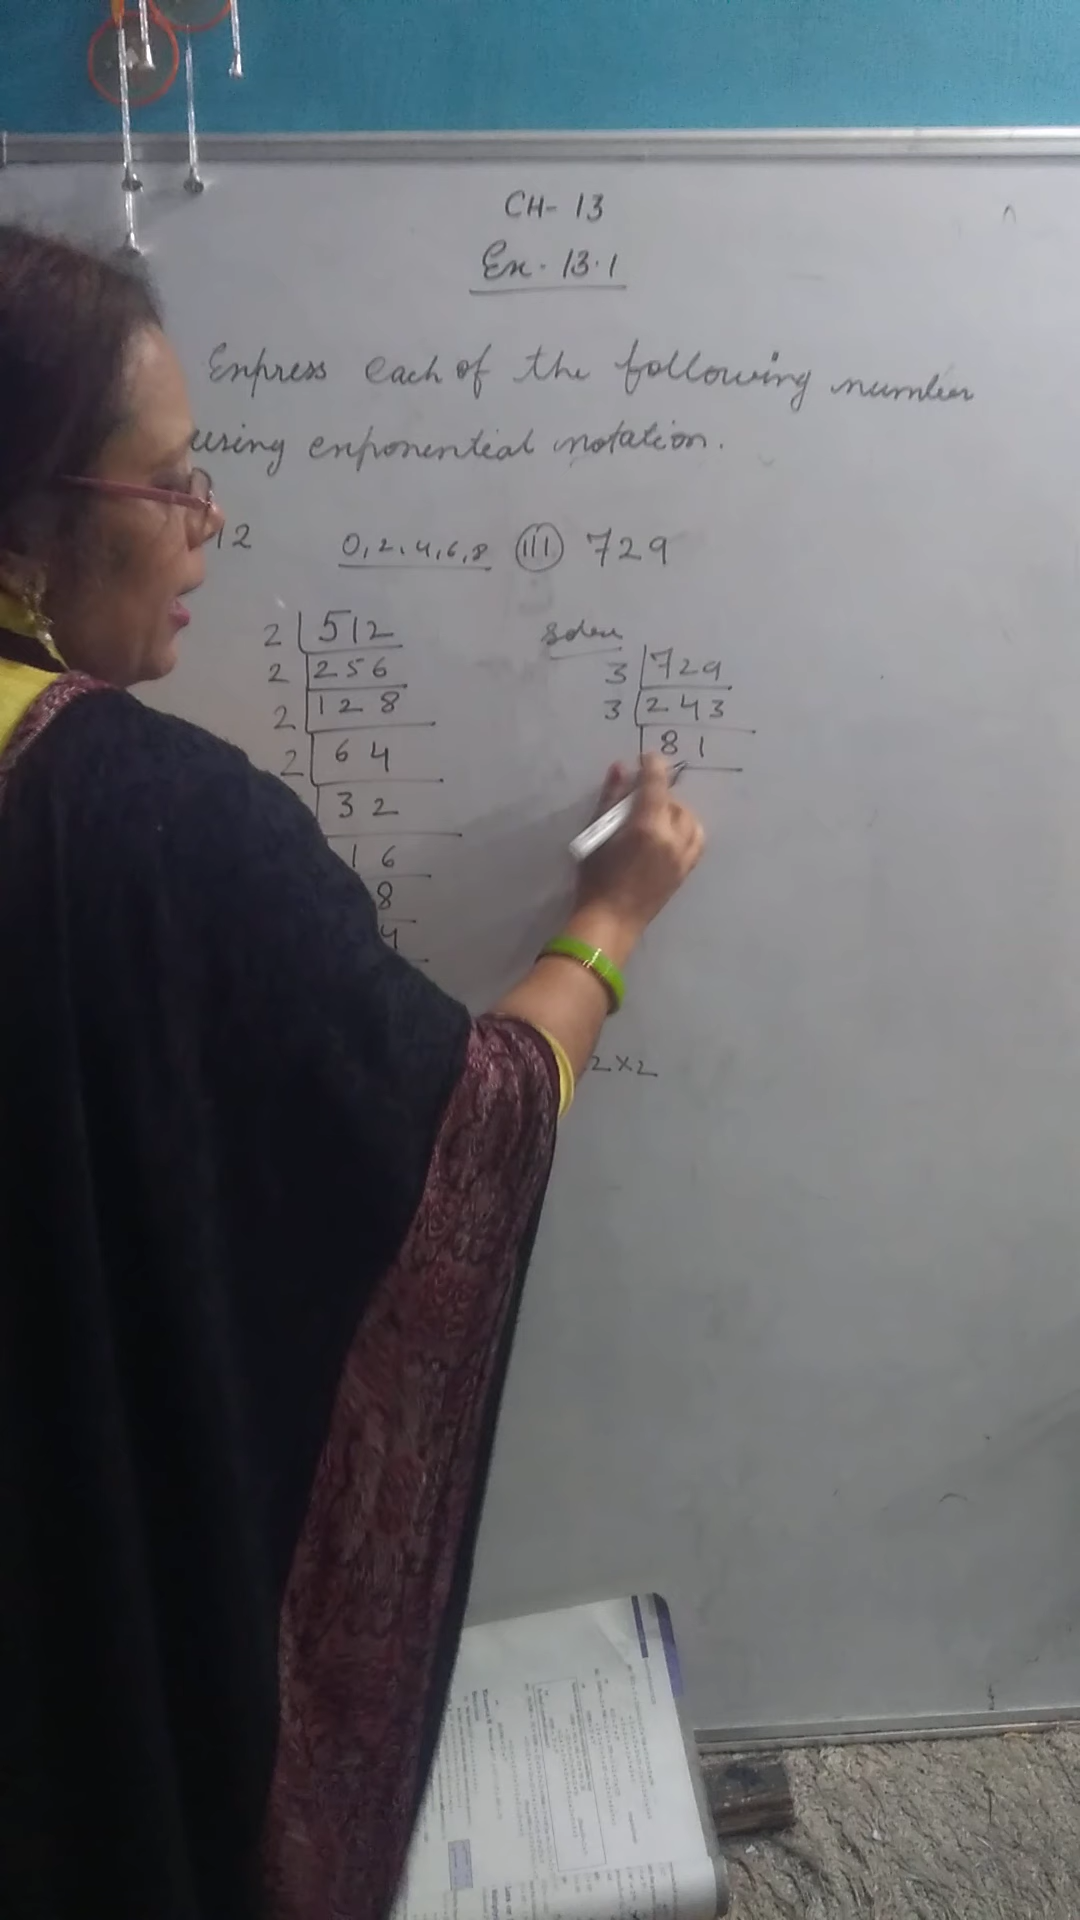 CH- 13
Ex. 13.1
Express each of the following number
using exponential notation.
12
0, 2, 4, 6, 8
(iii) 729
2 | 512
2 | 256
2 | 128
2 | 64
32
16
8
4
Soln
3 | 729
3 | 243
81
2×2